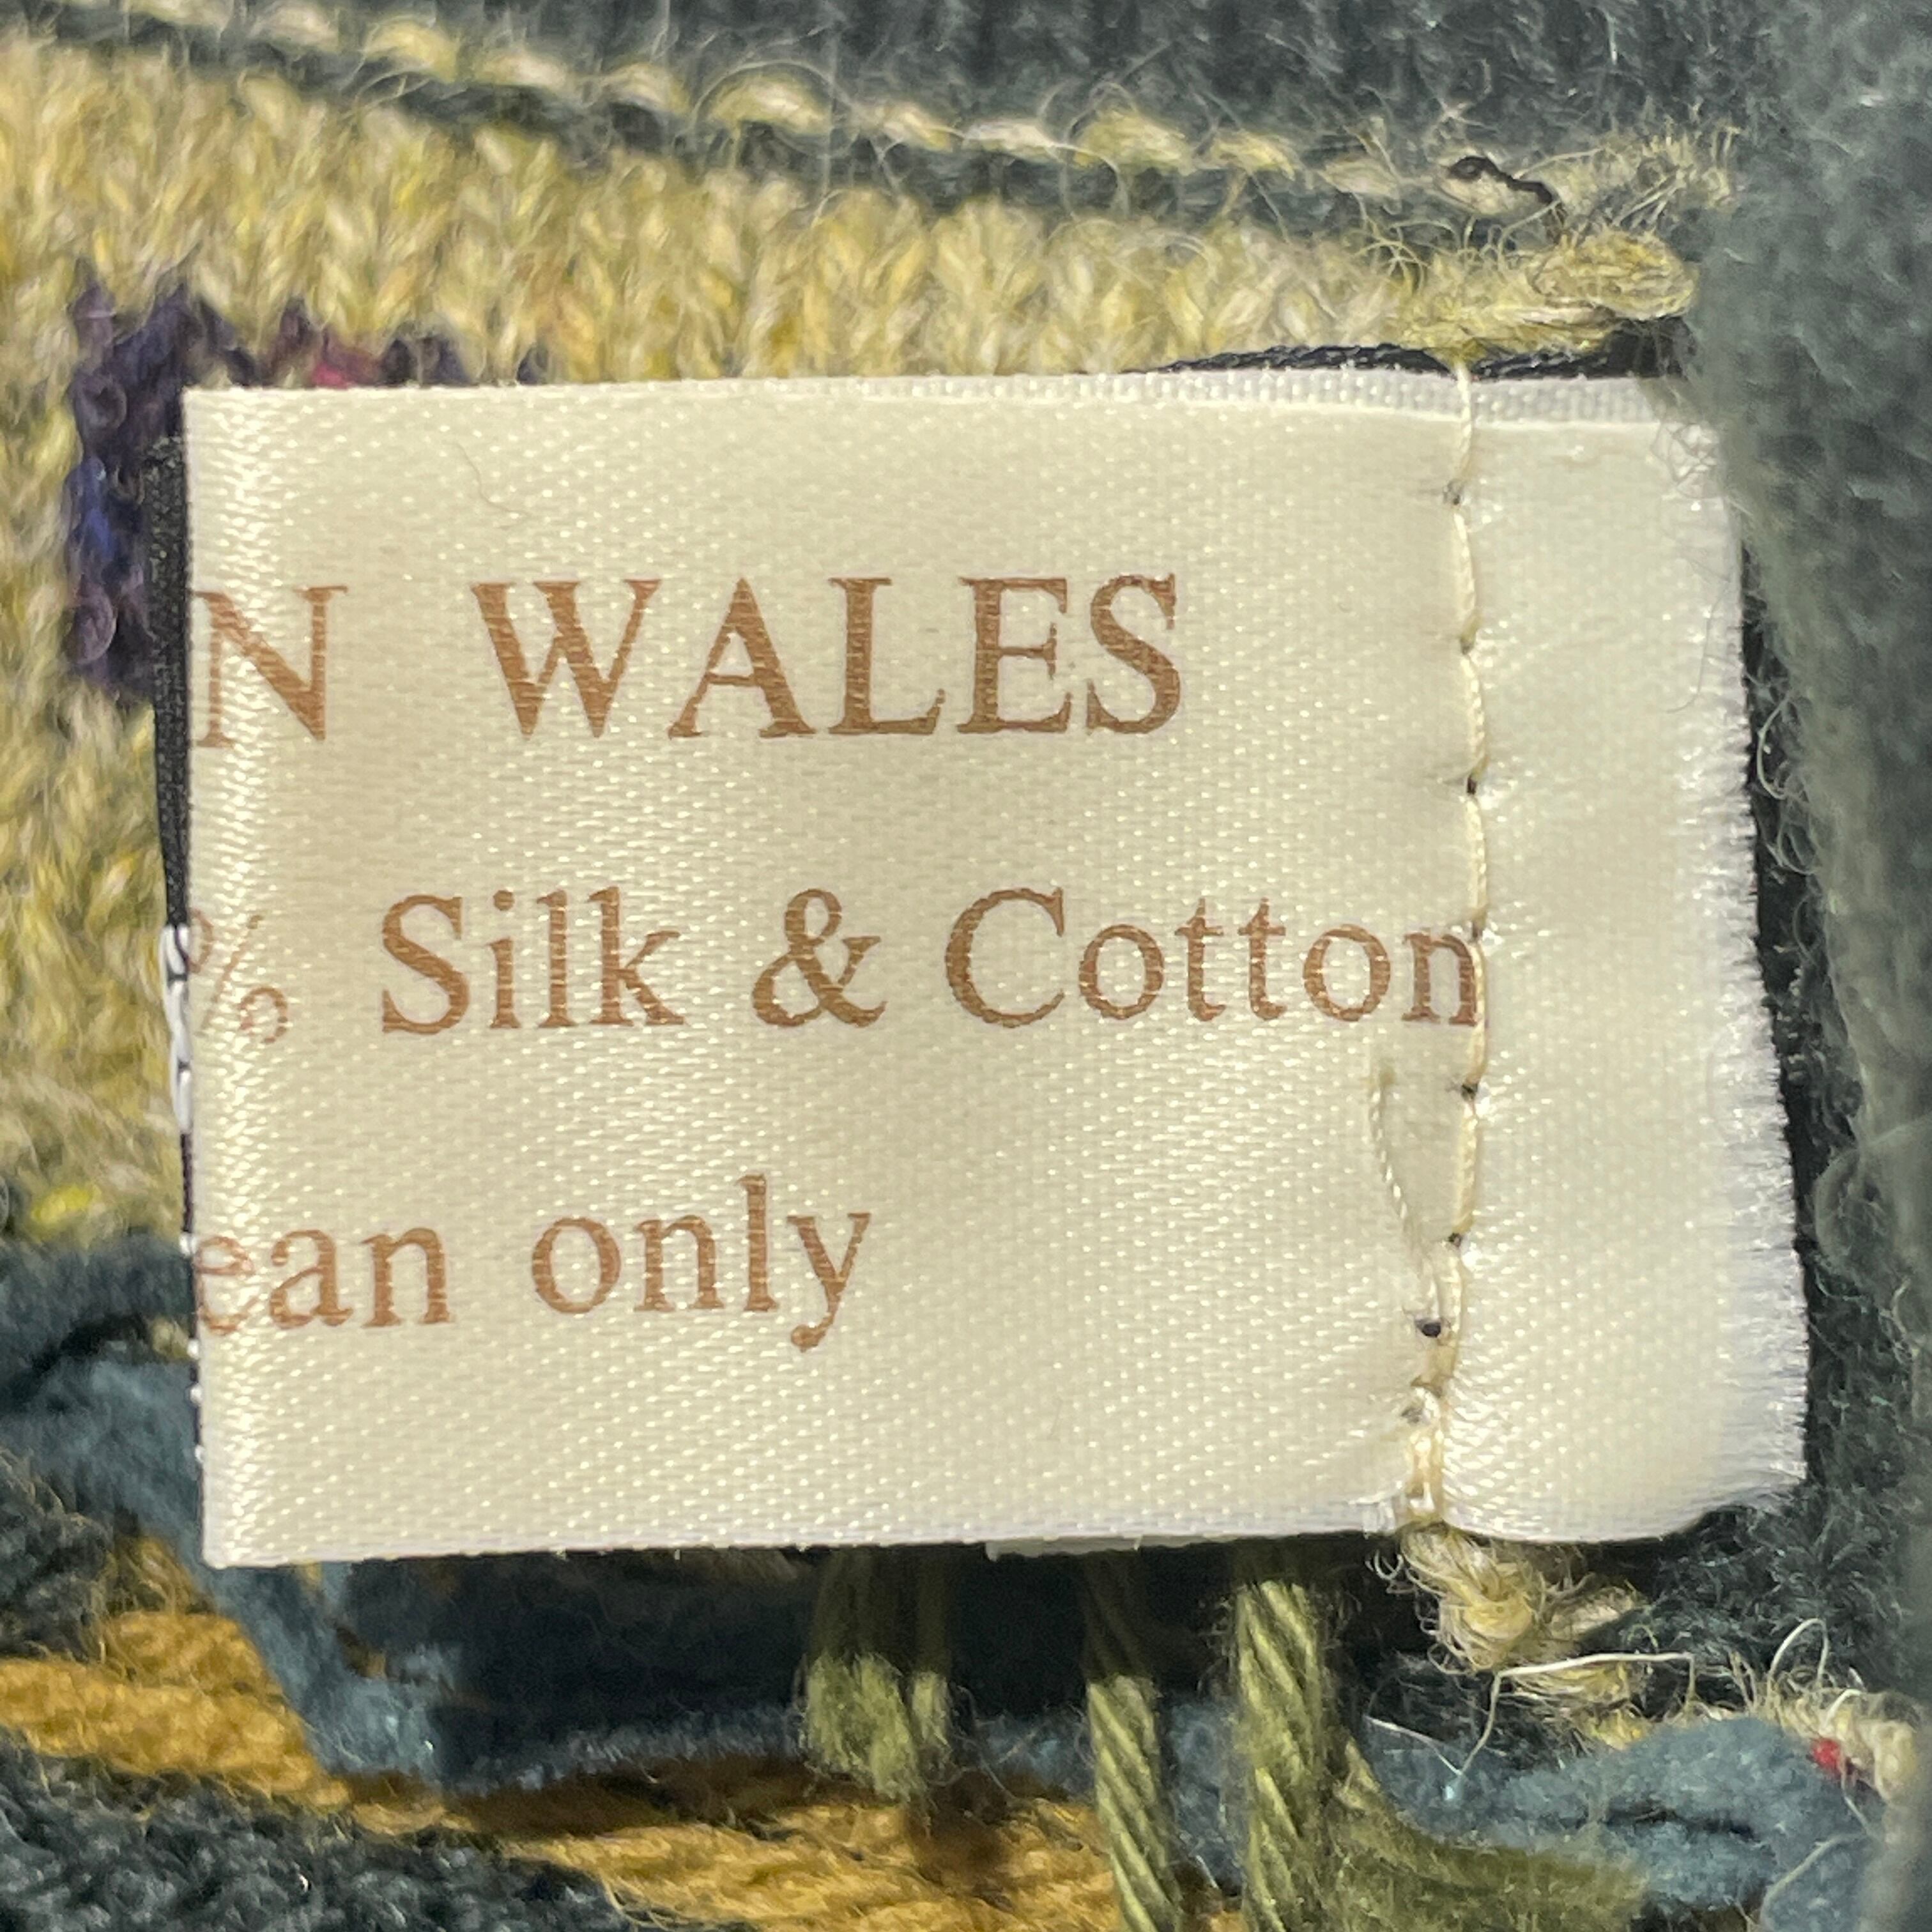 N WALES
% Silk & Cotton
ean only